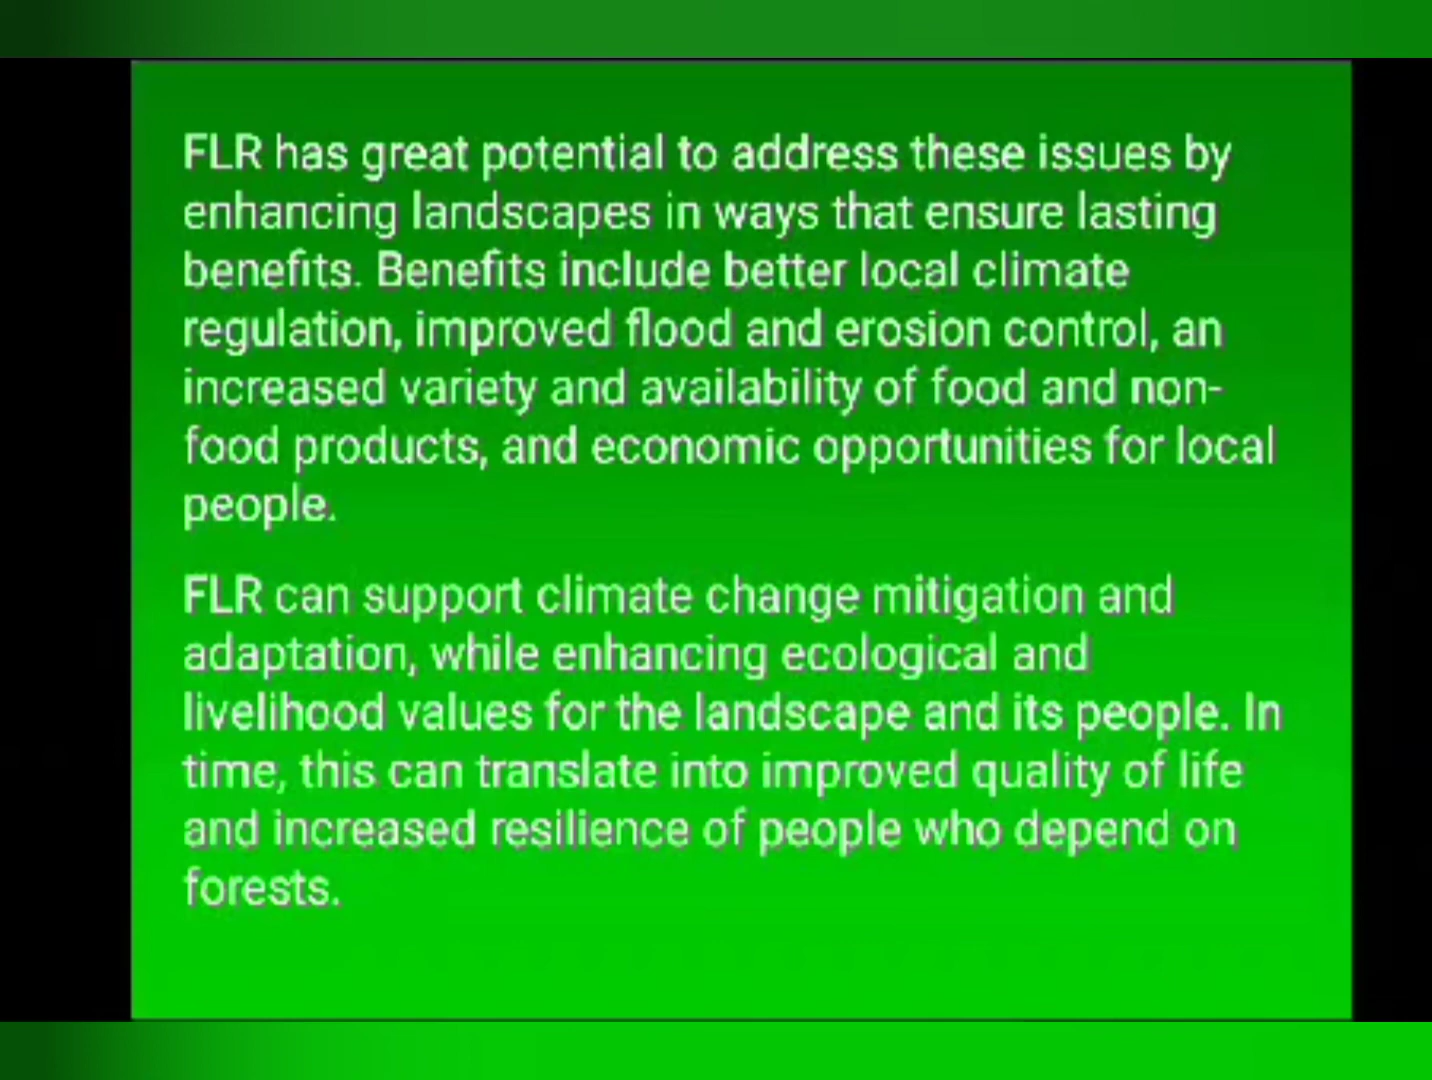 FLR has great potential to address these issues by
enhancing landscapes in ways that ensure lasting
benefits. Benefits include better local climate
regulation, improved flood and erosion control, an
increased variety and availability of food and non-
food products, and economic opportunities for local
people.
FLR can support climate change mitigation and
adaptation, while enhancing ecological and
livelihood values for the landscape and its people. In
time, this can translate into improved quality of life
and increased resilience of people who depend on
forests.